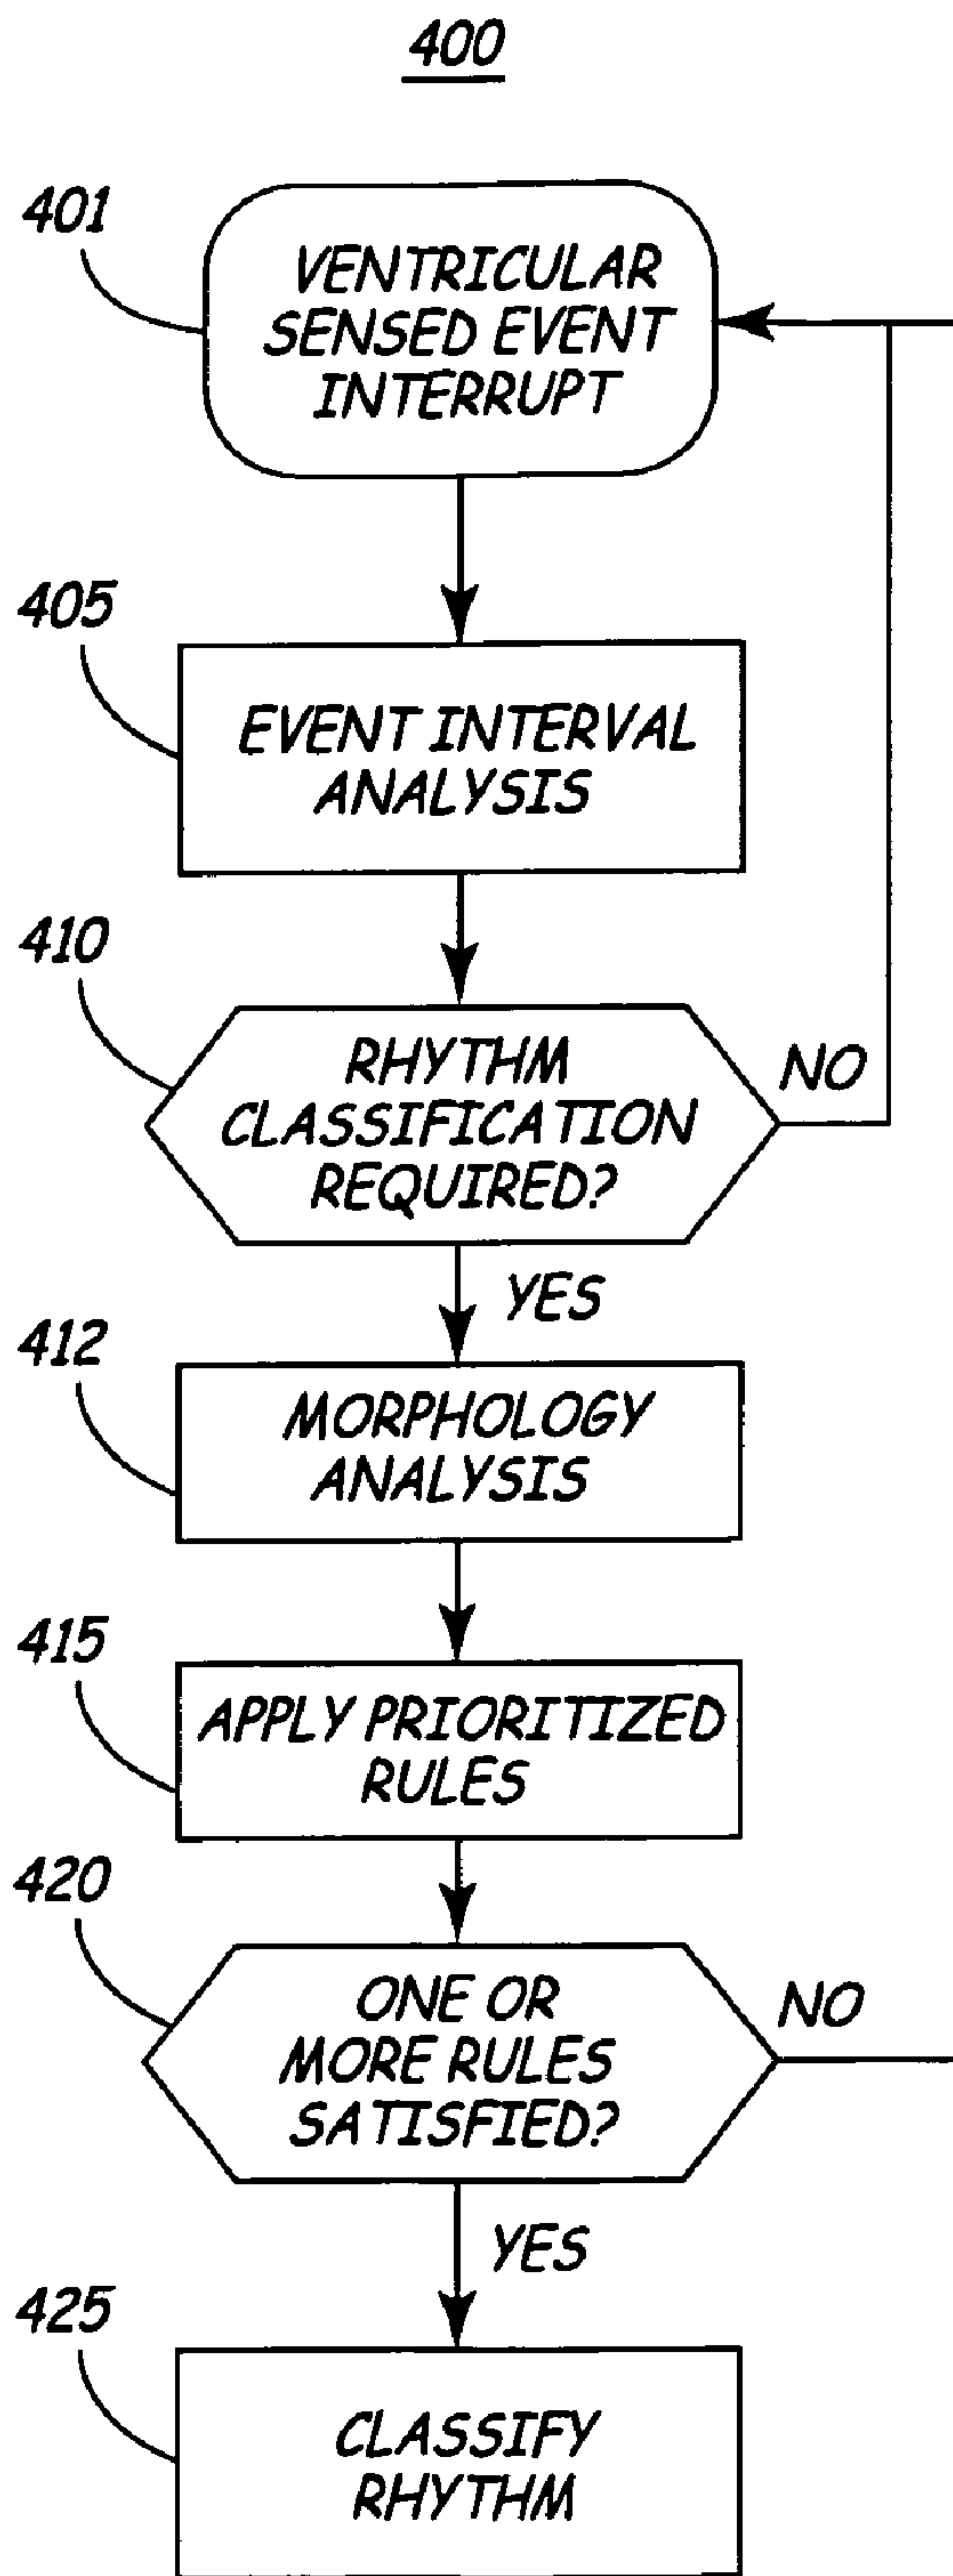 400
401
VENTRICULAR
SENSED EVENT
INTERRUPT
405
EVENT INTERVAL
ANALYSIS
410
RHYTHM
CLASSIFICATION
REQUIRED?
NO
YES
412
MORPHOLOGY
ANALYSIS
415
APPLY PRIORITIZED
RULES
420
ONE OR
MORE RULES
SATISFIED?
NO
YES
425
CLASSIFY
RHYTHM